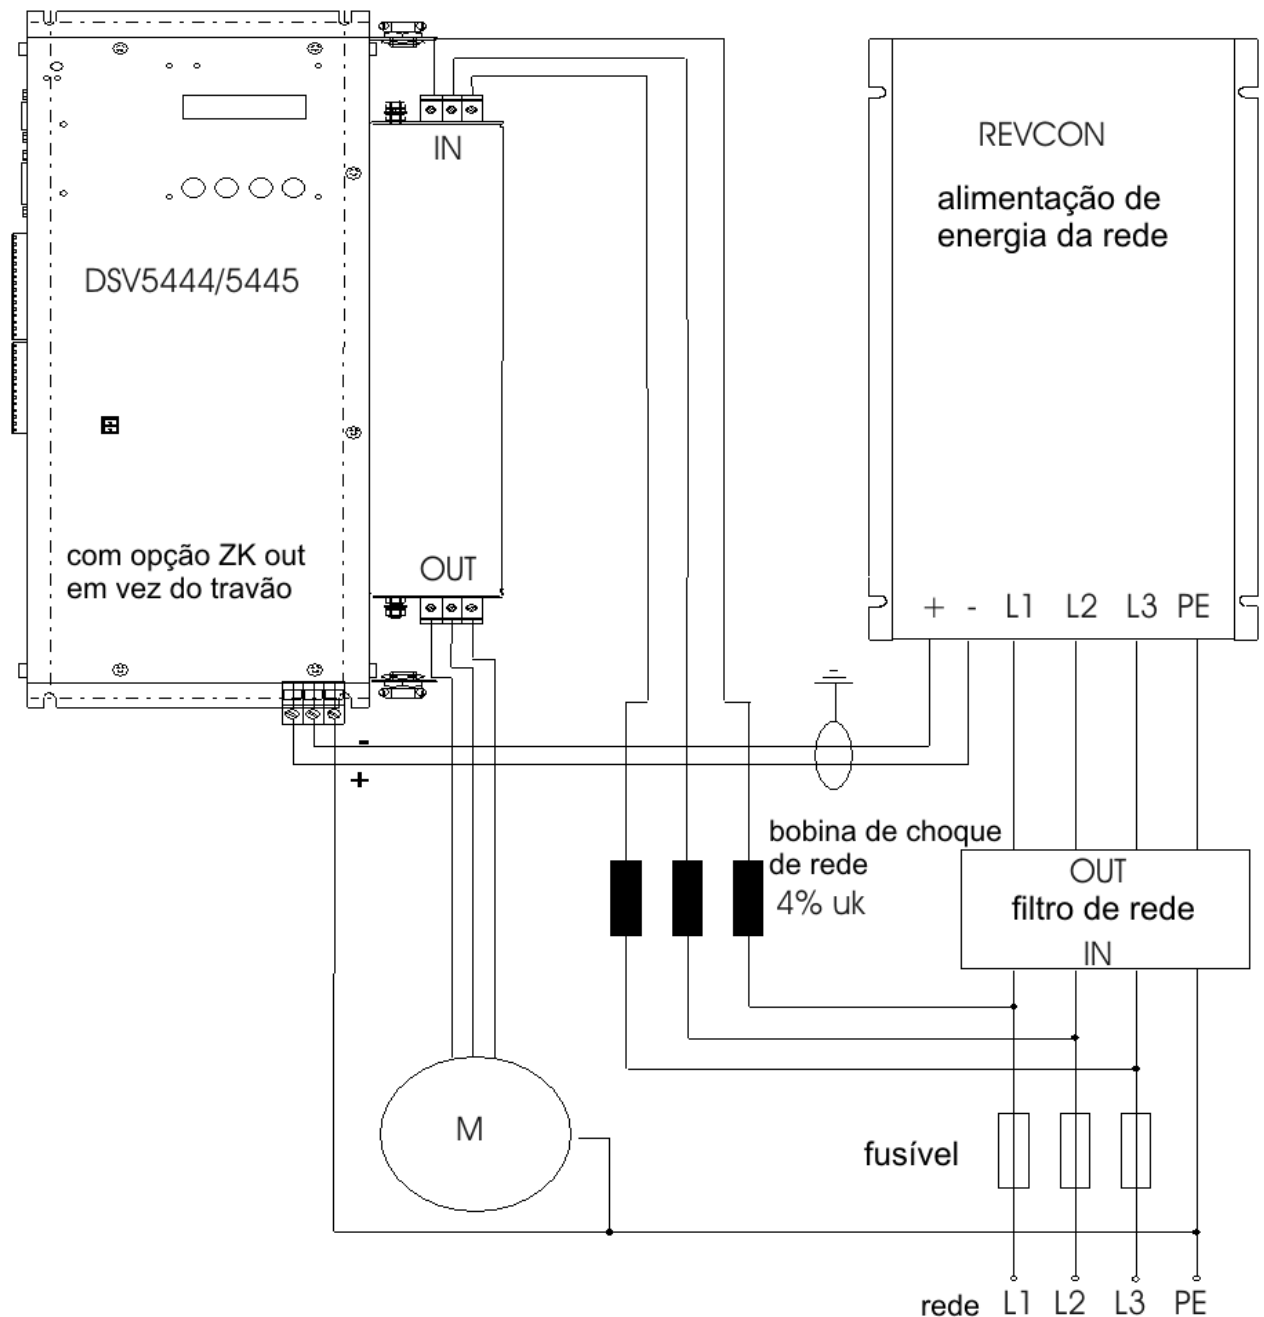 IN
REVCON
alimentação de
energia da rede
DSV5444/5445
com opção ZK out
em vez do travão
OUT
+ - L1 L2 L3 PE
-
+
bobina de choque
de rede
4% uk
OUT
filtro de rede
IN
M
fusível
rede L1 L2 L3 PE